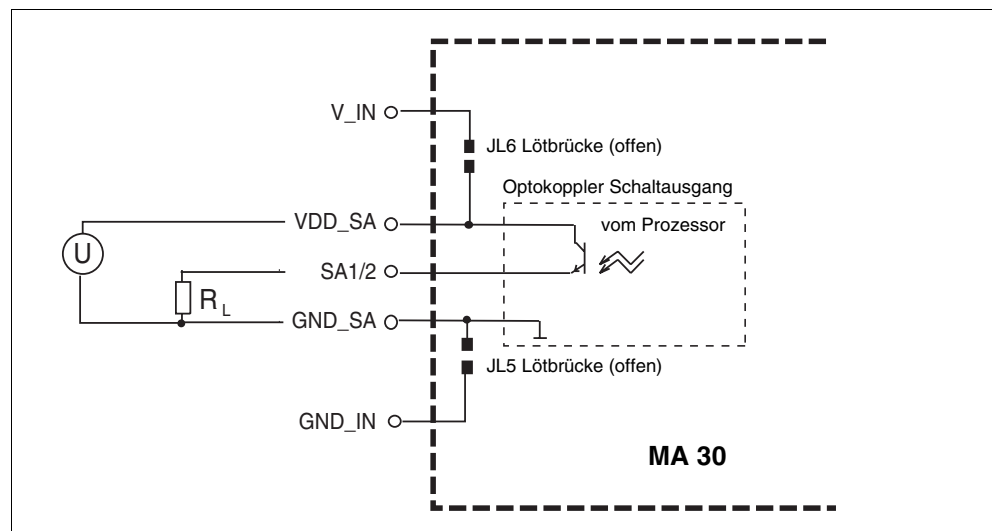 V_IN
JL6 Lötbrücke (offen)
Optokoppler Schaltausgang
vom Prozessor
VDD_SA
U
SA1/2
R L
GND_SA
JL5 Lötbrücke (offen)
GND_IN
MA 30